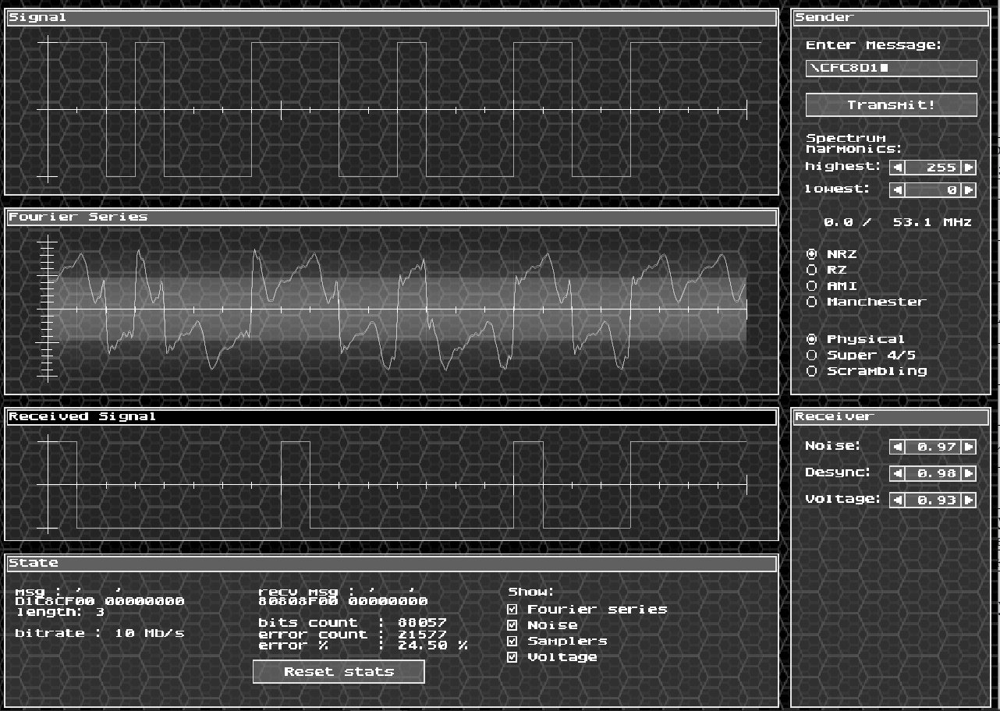 Signal
Fourier Series
Received Signal
State
msg : ,    ,
D1C8CF00 00000000
length: 3
bitrate : 10 Mb/s
recv msg : ,    ,
80808F00 00000000
bits count  : 88057
error count : 21577
error %     : 24.50 %
Reset stats
Show:
Fourier series
Noise
Samplers
Voltage
Sender
Enter Message:
\CFC8D1
Transmit!
Spectrum
harmonics:
highest: 255
lowest: 0
0.0 /  53.1 MHz
NRZ
RZ
AMI
Manchester
Physical
Super 4/5
Scrambling
Receiver
Noise: 0.97
Desync: 0.98
Voltage: 0.93